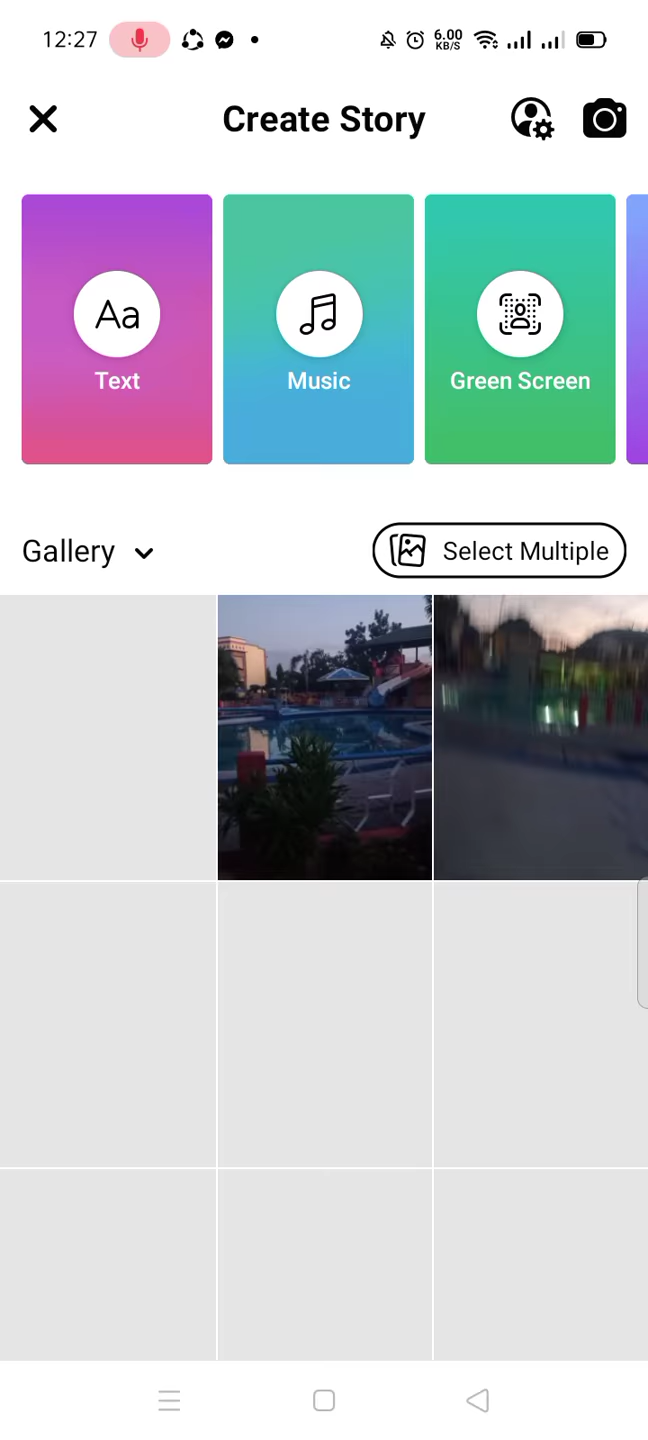 12:27
6.00
KB/S
Create Story
Aa
Text
Music
Green Screen
Gallery
Select Multiple